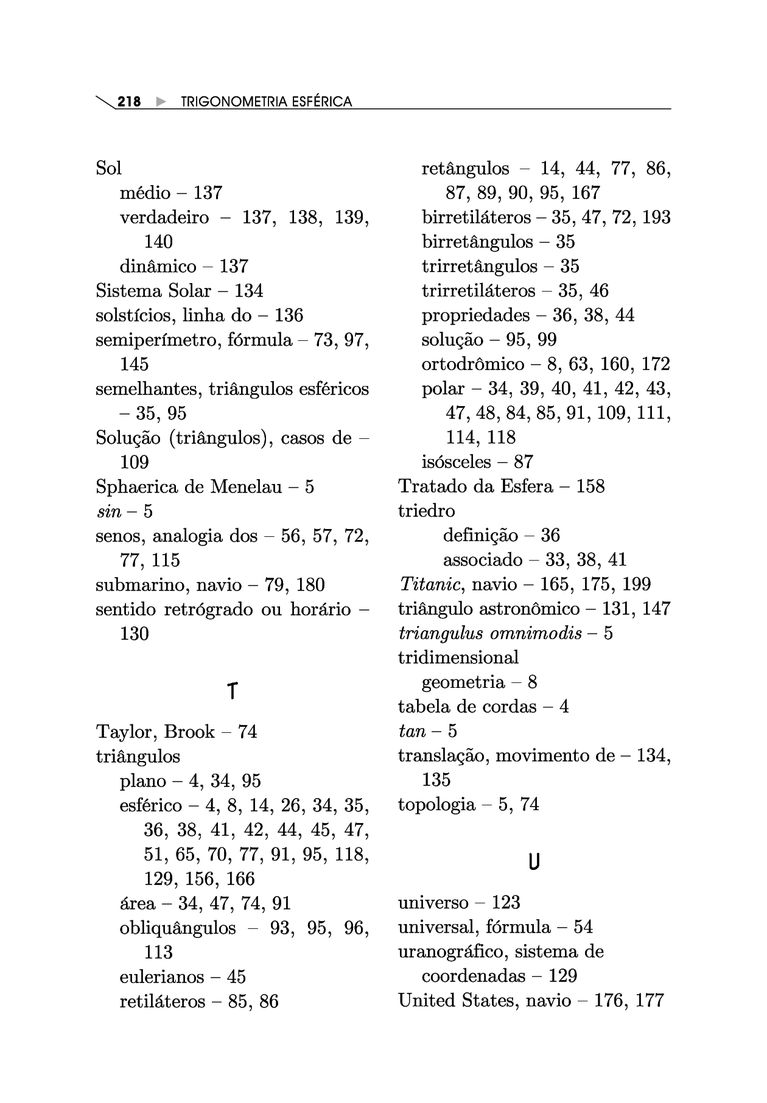 218 ► TRIGONOMETRIA ESFÉRICA
Sol
médio – 137
verdadeiro – 137, 138, 139,
140
dinâmico – 137
Sistema Solar – 134
solstícios, linha do – 136
semiperímetro, fórmula – 73, 97,
145
semelhantes, triângulos esféricos
– 35, 95
Solução (triângulos), casos de –
109
Sphaerica de Menelau – 5
sin – 5
senos, analogia dos – 56, 57, 72,
77, 115
submarino, navio – 79, 180
sentido retrógrado ou horário –
130
T
Taylor, Brook – 74
triângulos
plano – 4, 34, 95
esférico – 4, 8, 14, 26, 34, 35,
36, 38, 41, 42, 44, 45, 47,
51, 65, 70, 77, 91, 95, 118,
129, 156, 166
área – 34, 47, 74, 91
obliquângulos – 93, 95, 96,
113
eulerianos – 45
retiláteros – 85, 86
retângulos – 14, 44, 77, 86,
87, 89, 90, 95, 167
birretiláteros – 35, 47, 72, 193
birretângulos – 35
trirretângulos – 35
trirretiláteros – 35, 46
propriedades – 36, 38, 44
solução – 95, 99
ortodrômico – 8, 63, 160, 172
polar – 34, 39, 40, 41, 42, 43,
47, 48, 84, 85, 91, 109, 111,
114, 118
isósceles – 87
Tratado da Esfera – 158
triedro
definição – 36
associado – 33, 38, 41
Titanic, navio – 165, 175, 199
triângulo astronômico – 131, 147
triangulus omnimodis – 5
tridimensional
geometria – 8
tabela de cordas – 4
tan – 5
translação, movimento de – 134,
135
topologia – 5, 74
U
universo – 123
universal, fórmula – 54
uranográfico, sistema de
coordenadas – 129
United States, navio – 176, 177